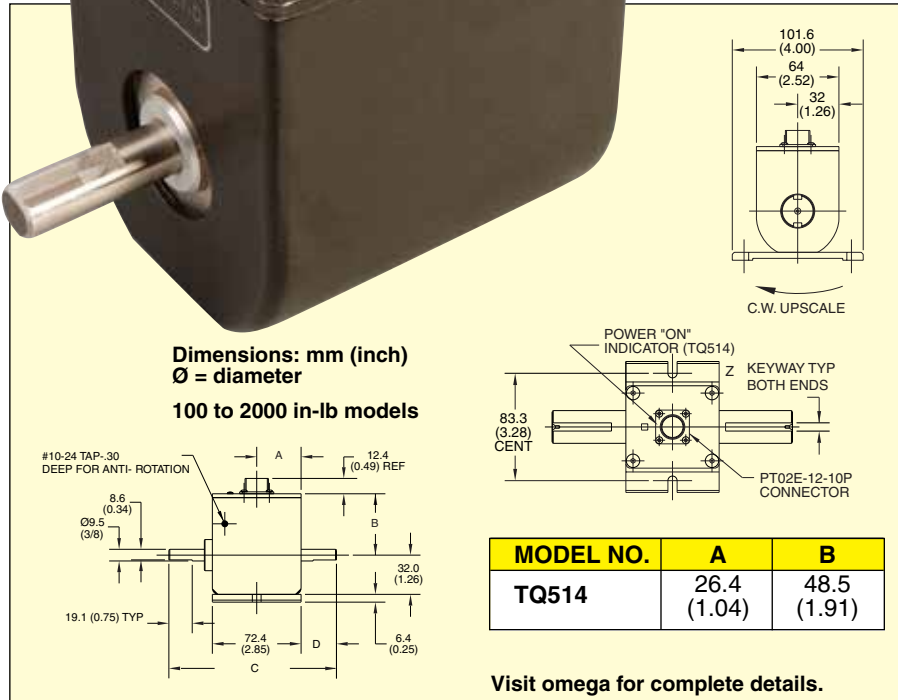 101.6
(4.00)
64
(2.52)
32
(1.26)
C.W. UPSCALE
Dimensions: mm (inch)
Ø = diameter
100 to 2000 in-lb models
POWER "ON"
INDICATOR (TQ514)
Z KEYWAY TYP
BOTH ENDS
83.3
(3.28)
CENT
PT02E-12-10P
CONNECTOR
#10-24 TAP-.30
DEEP FOR ANTI- ROTATION
A
12.4
(0.49) REF
8.6
(0.34)
Ø9.5
(3/8)
B
32.0
(1.26)
19.1 (0.75) TYP
72.4
(2.85)
D
6.4
(0.25)
C
MODEL NO. A B
TQ514 26.4 48.5
(1.04) (1.91)
Visit omega for complete details.